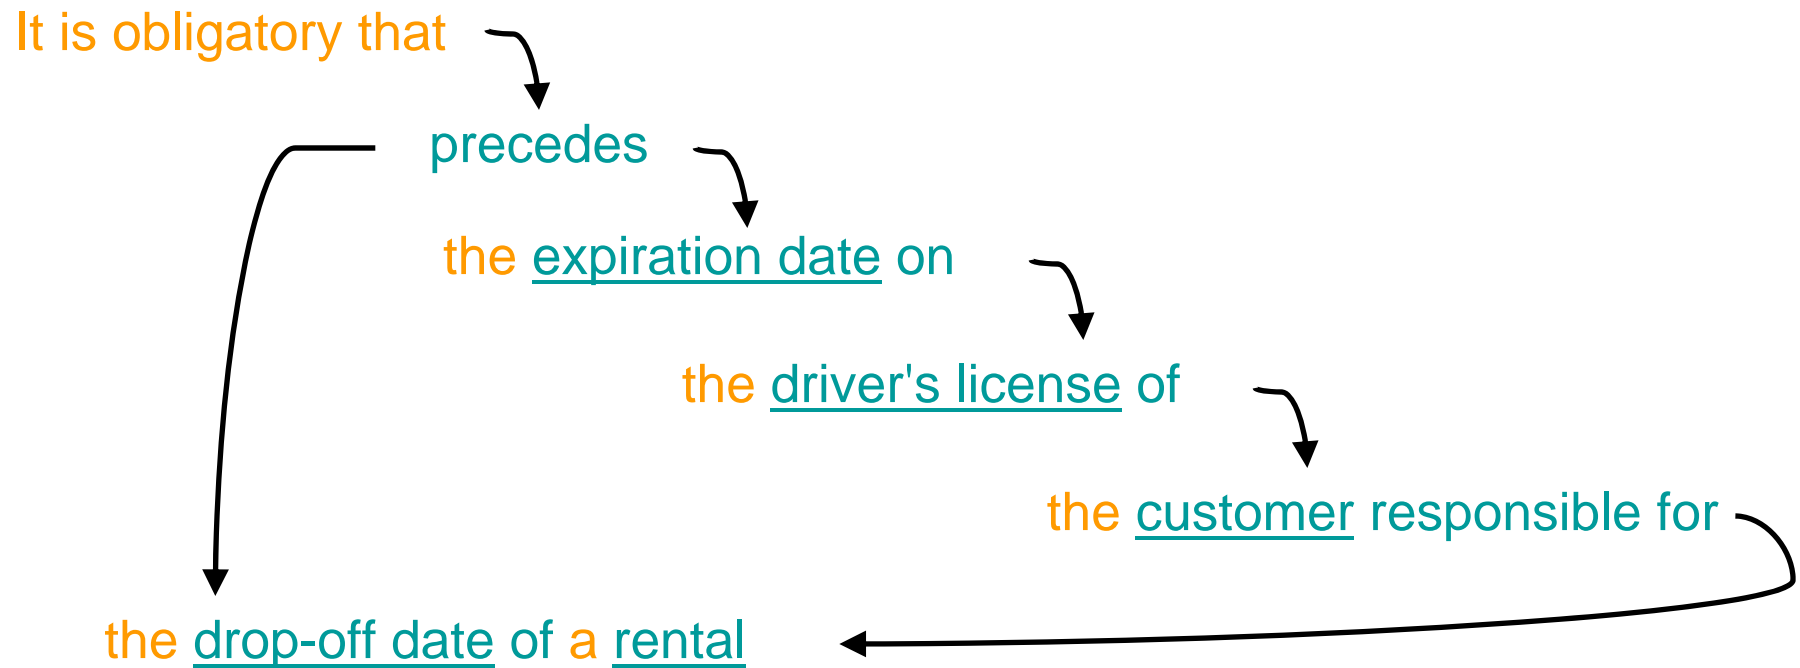 It is obligatory that
precedes
the expiration date on
the driver's license of
the customer responsible for
the drop-off date of a rental